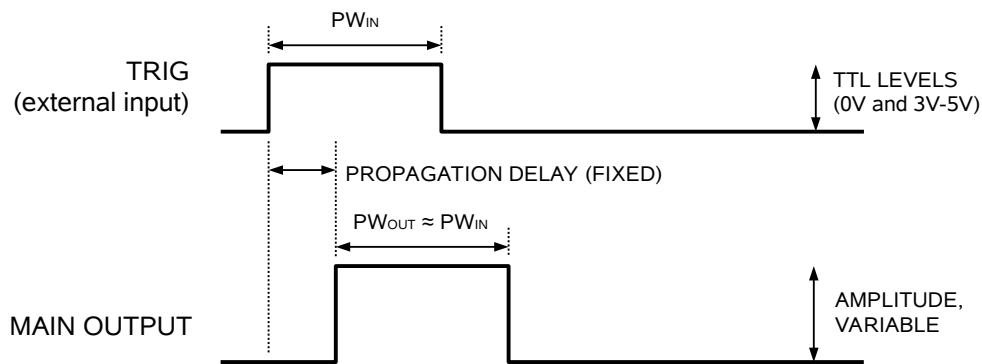 PWIN
TRIG
(external input)
TTL LEVELS
(0V and 3V-5V)
PROPAGATION DELAY (FIXED)
PWOUT ≈ PWIN
MAIN OUTPUT
AMPLITUDE,
VARIABLE